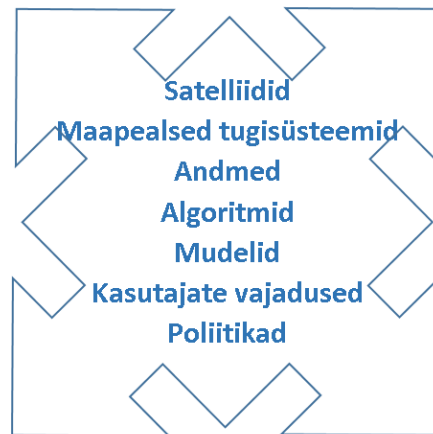 Satelliidid
Maapealsed tugisüsteemid
Andmed
Algoritmid
Mudelid
Kasutajate vajadused
Poliitikad